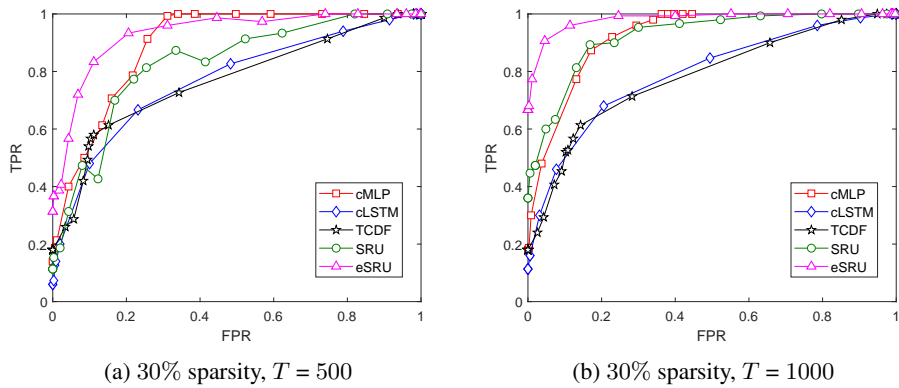 TPR
1
0.8
0.6
0.4
0.2
0
0 0.2 0.4 0.6 0.8 1
FPR
cMLP
cLSTM
TCDF
SRU
eSRU
(a) 30% sparsity, T = 500
TPR
1
0.8
0.6
0.4
0.2
0
0 0.2 0.4 0.6 0.8 1
FPR
cMLP
cLSTM
TCDF
SRU
eSRU
(b) 30% sparsity, T = 1000